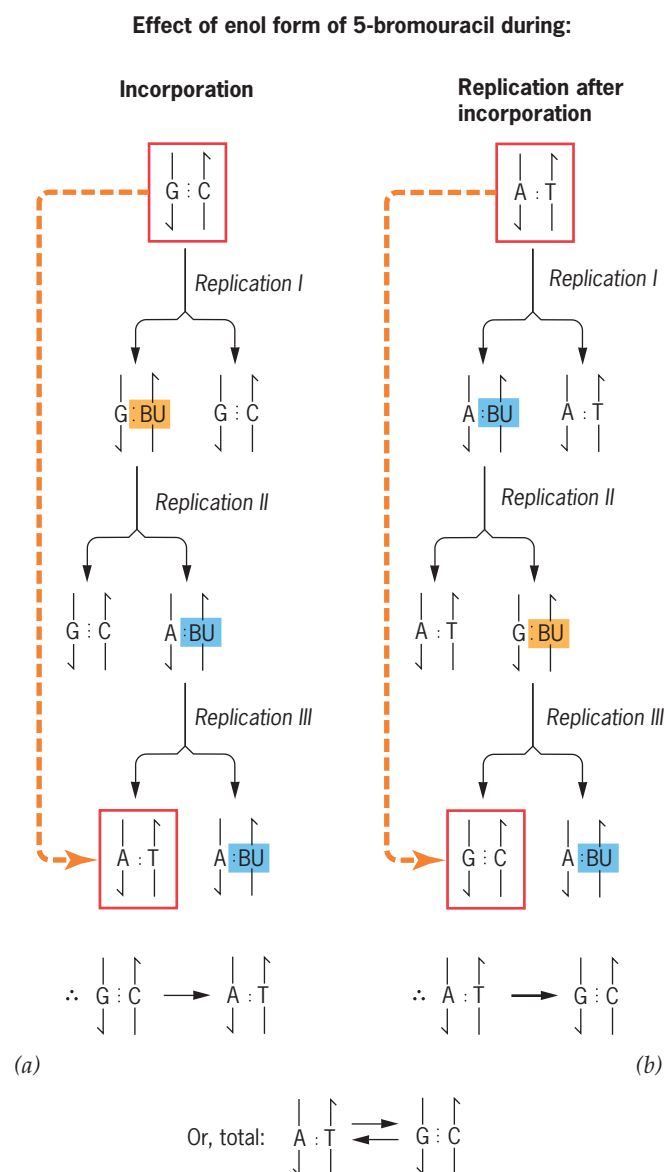 Effect of enol form of 5-bromouracil during:
Incorporation
Replication after
incorporation
G : C
A : T
Replication I
Replication I
G : BU
G : C
A : BU
A : T
Replication II
Replication II
G : C
A : BU
A : T
G : BU
Replication III
Replication III
A : T
A : BU
G : C
A : BU
∴ G : C → A : T
∴ A : T → G : C
(a)
(b)
Or, total: A : T ⇄ G : C